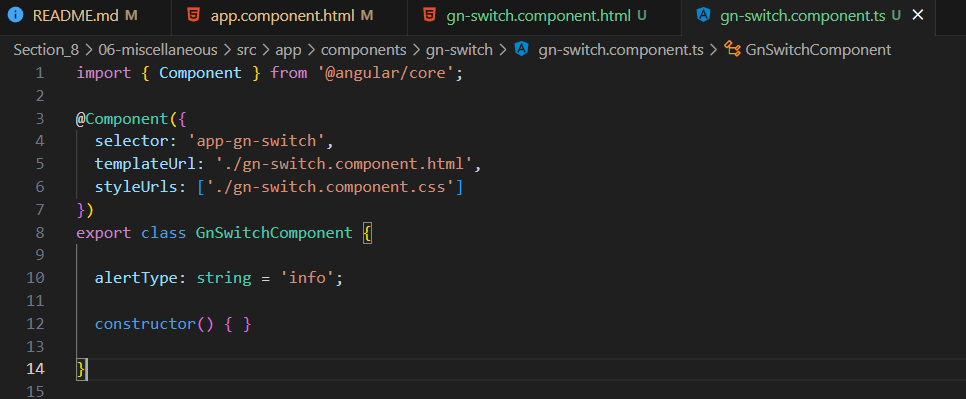 README.md M app.component.html M gn-switch.component.html U gn-switch.component.ts U
Section_8 > 06-miscellaneous > src > app > components > gn-switch > gn-switch.component.ts > GnSwitchComponent
1 import { Component } from '@angular/core';
2
3 @Component({
4 selector: 'app-gn-switch',
5 templateUrl: './gn-switch.component.html',
6 styleUrls: ['./gn-switch.component.css']
7 })
8 export class GnSwitchComponent {
9
10 alertType: string = 'info';
11
12 constructor() { }
13
14 }
15